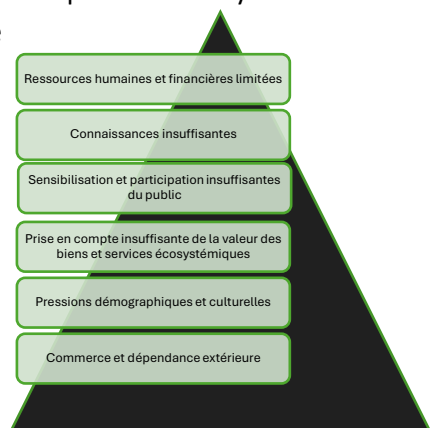 Ressources humaines et financières limitées
Connaissances insuffisantes
Sensibilisation et participation insuffisantes
du public
Prise en compte insuffisante de la valeur des
biens et services écosystémiques
Pressions démographiques et culturelles
Commerce et dépendance extérieure